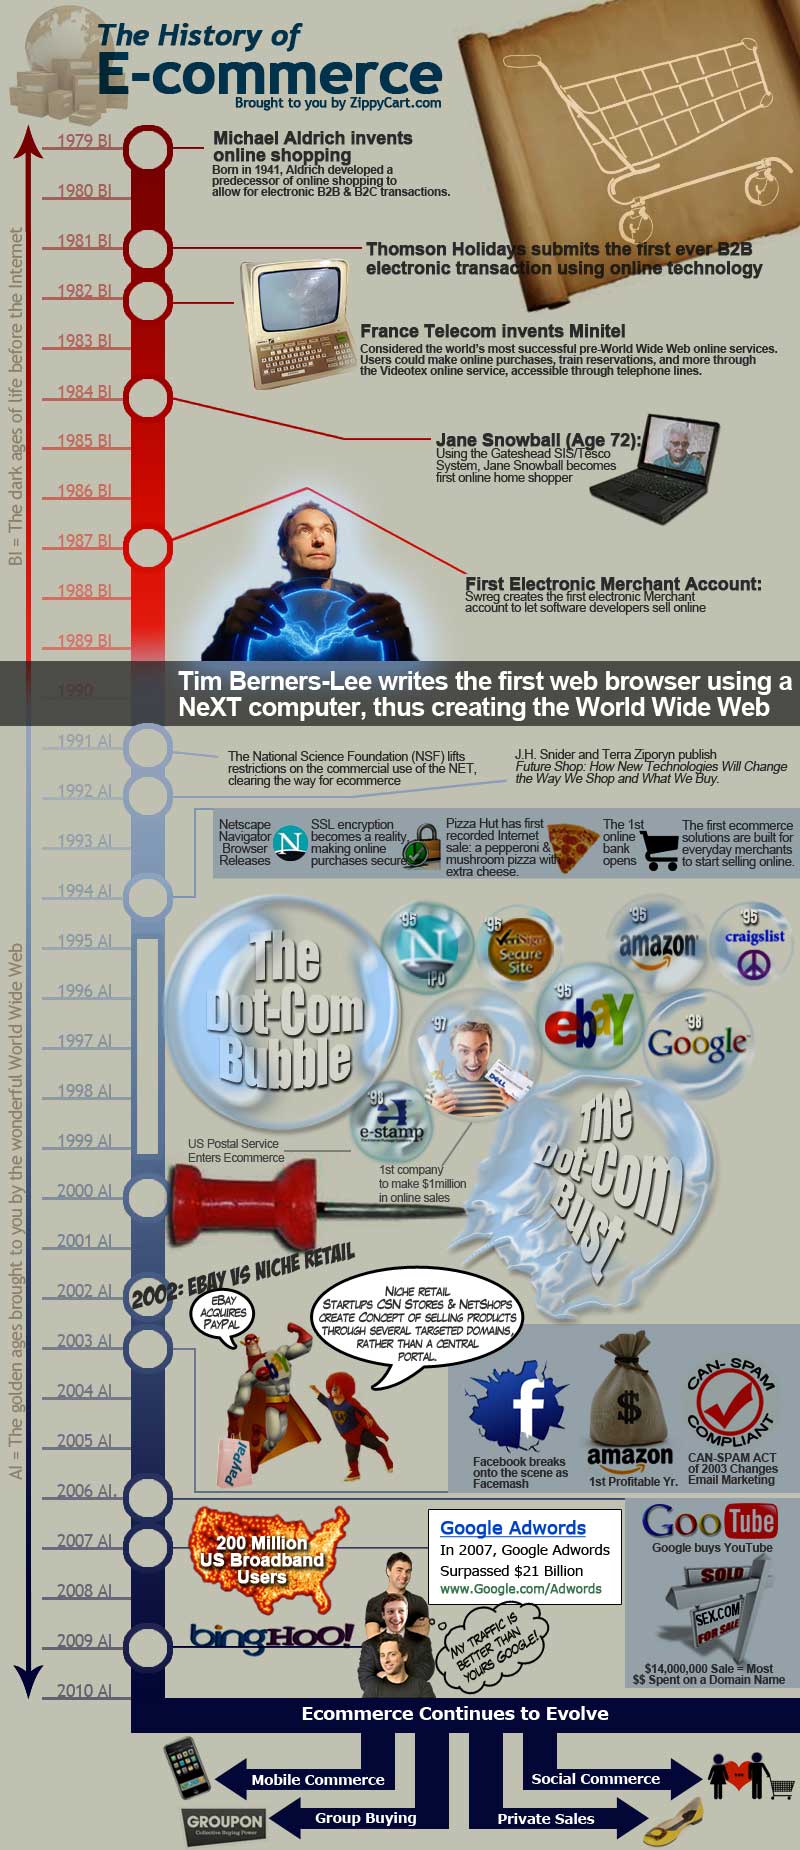 The History of
E-commerce
Brought to you by ZippyCart.com
1979 BI
Michael Aldrich invents
online shopping
Born in 1941, Aldrich developed a
predecessor of online shopping to
allow for electronic B2B & B2C transactions.
1980 BI
1981 BI
Thomson Holidays submits the first ever B2B
electronic transaction using online technology
1982 BI
France Telecom invents Minitel
Considered the world's most successful pre-World Wide Web online services.
Users could make online purchases, train reservations, and more through
the Videotex online service, accessible through telephone lines.
1983 BI
1984 BI
Jane Snowball (Age 72):
Using the Gateshead SIS/Tesco
System, Jane Snowball becomes
first online home shopper
1985 BI
1986 BI
1987 BI
First Electronic Merchant Account:
Swreg creates the first electronic Merchant
account to let software developers sell online
1988 BI
1989 BI
BI = The dark ages of life before the Internet
1990
Tim Berners-Lee writes the first web browser using a
NeXT computer, thus creating the World Wide Web
1991 AI
The National Science Foundation (NSF) lifts
restrictions on the commercial use of the NET,
clearing the way for eces ommerce
J.H. Snider and Terra Ziporyn publish
Future Shop: How New Technologies Will Change
the Way We Shop and What We Buy.
1992 AI
1993 AI
Netscape
Navigator
Browser
Releases
N
SSL encryption
becomes a reality,
making online
purchases secure
Pizza Hut has first
recorded Internet
sale: a pepperoni &
mushroom pizza with
extra cheese.
The 1st
online
bank
opens
The first ecommerce
solutions are built for
everyday merchants
to start selling online.
1994 AI
1995 AI
1996 AI
1997 AI
1998 AI
1999 AI
The
Dot-Com
Bubble
'95
N
IPO
'95
VeriSign
Secure
Site
'95
amazon
'95
craigslist
'95
ebay
'97
DELL
'98
Google
'98
e-stamp
US Postal Service
Enters Ecommerce
1st company
to make $1million
in online sales
The
Dot-Com
Bust
AI = The golden ages brought to you by the wonderful World Wide Web
2000 AI
2001 AI
2002 AI
2002: EBAY VS NICHE RETAIL
EBAY
ACQUIRES
PAYPAL
NICHE RETAIL
STARTUPS CSN STORES & NETSHOPS
CREATE CONCEPT OF SELLING PRODUCTS
THROUGH SEVERAL TARGETED DOMAINS,
RATHER THAN A CENTRAL
PORTAL.
ebay
PayPal
2003 AI
2004 AI
2005 AI
f
Facebook breaks
onto the scene as
Facemash
$
amazon
1st Profitable Yr.
CAN-SPAM
COMPLIANT
CAN-SPAM ACT
of 2003 Changes
Email Marketing
2006 AI.
GooTube
Google buys YouTube
SOLD
SEX.COM
FOR SALE
$14,000,000 Sale = Most
$$ Spent on a Domain Name
2007 AI
200 Million
US Broadband
Users
Google Adwords
In 2007, Google Adwords
Surpassed $21 Billion
www.Google.com/Adwords
2008 AI
2009 AI
bingHOO!
MY TRAFFIC IS
BETTER THAN
YOURS GOOGLE!
2010 AI
Ecommerce Continues to Evolve
Mobile Commerce
Social Commerce
GROUPON
Collective Buying Power
Group Buying
Private Sales